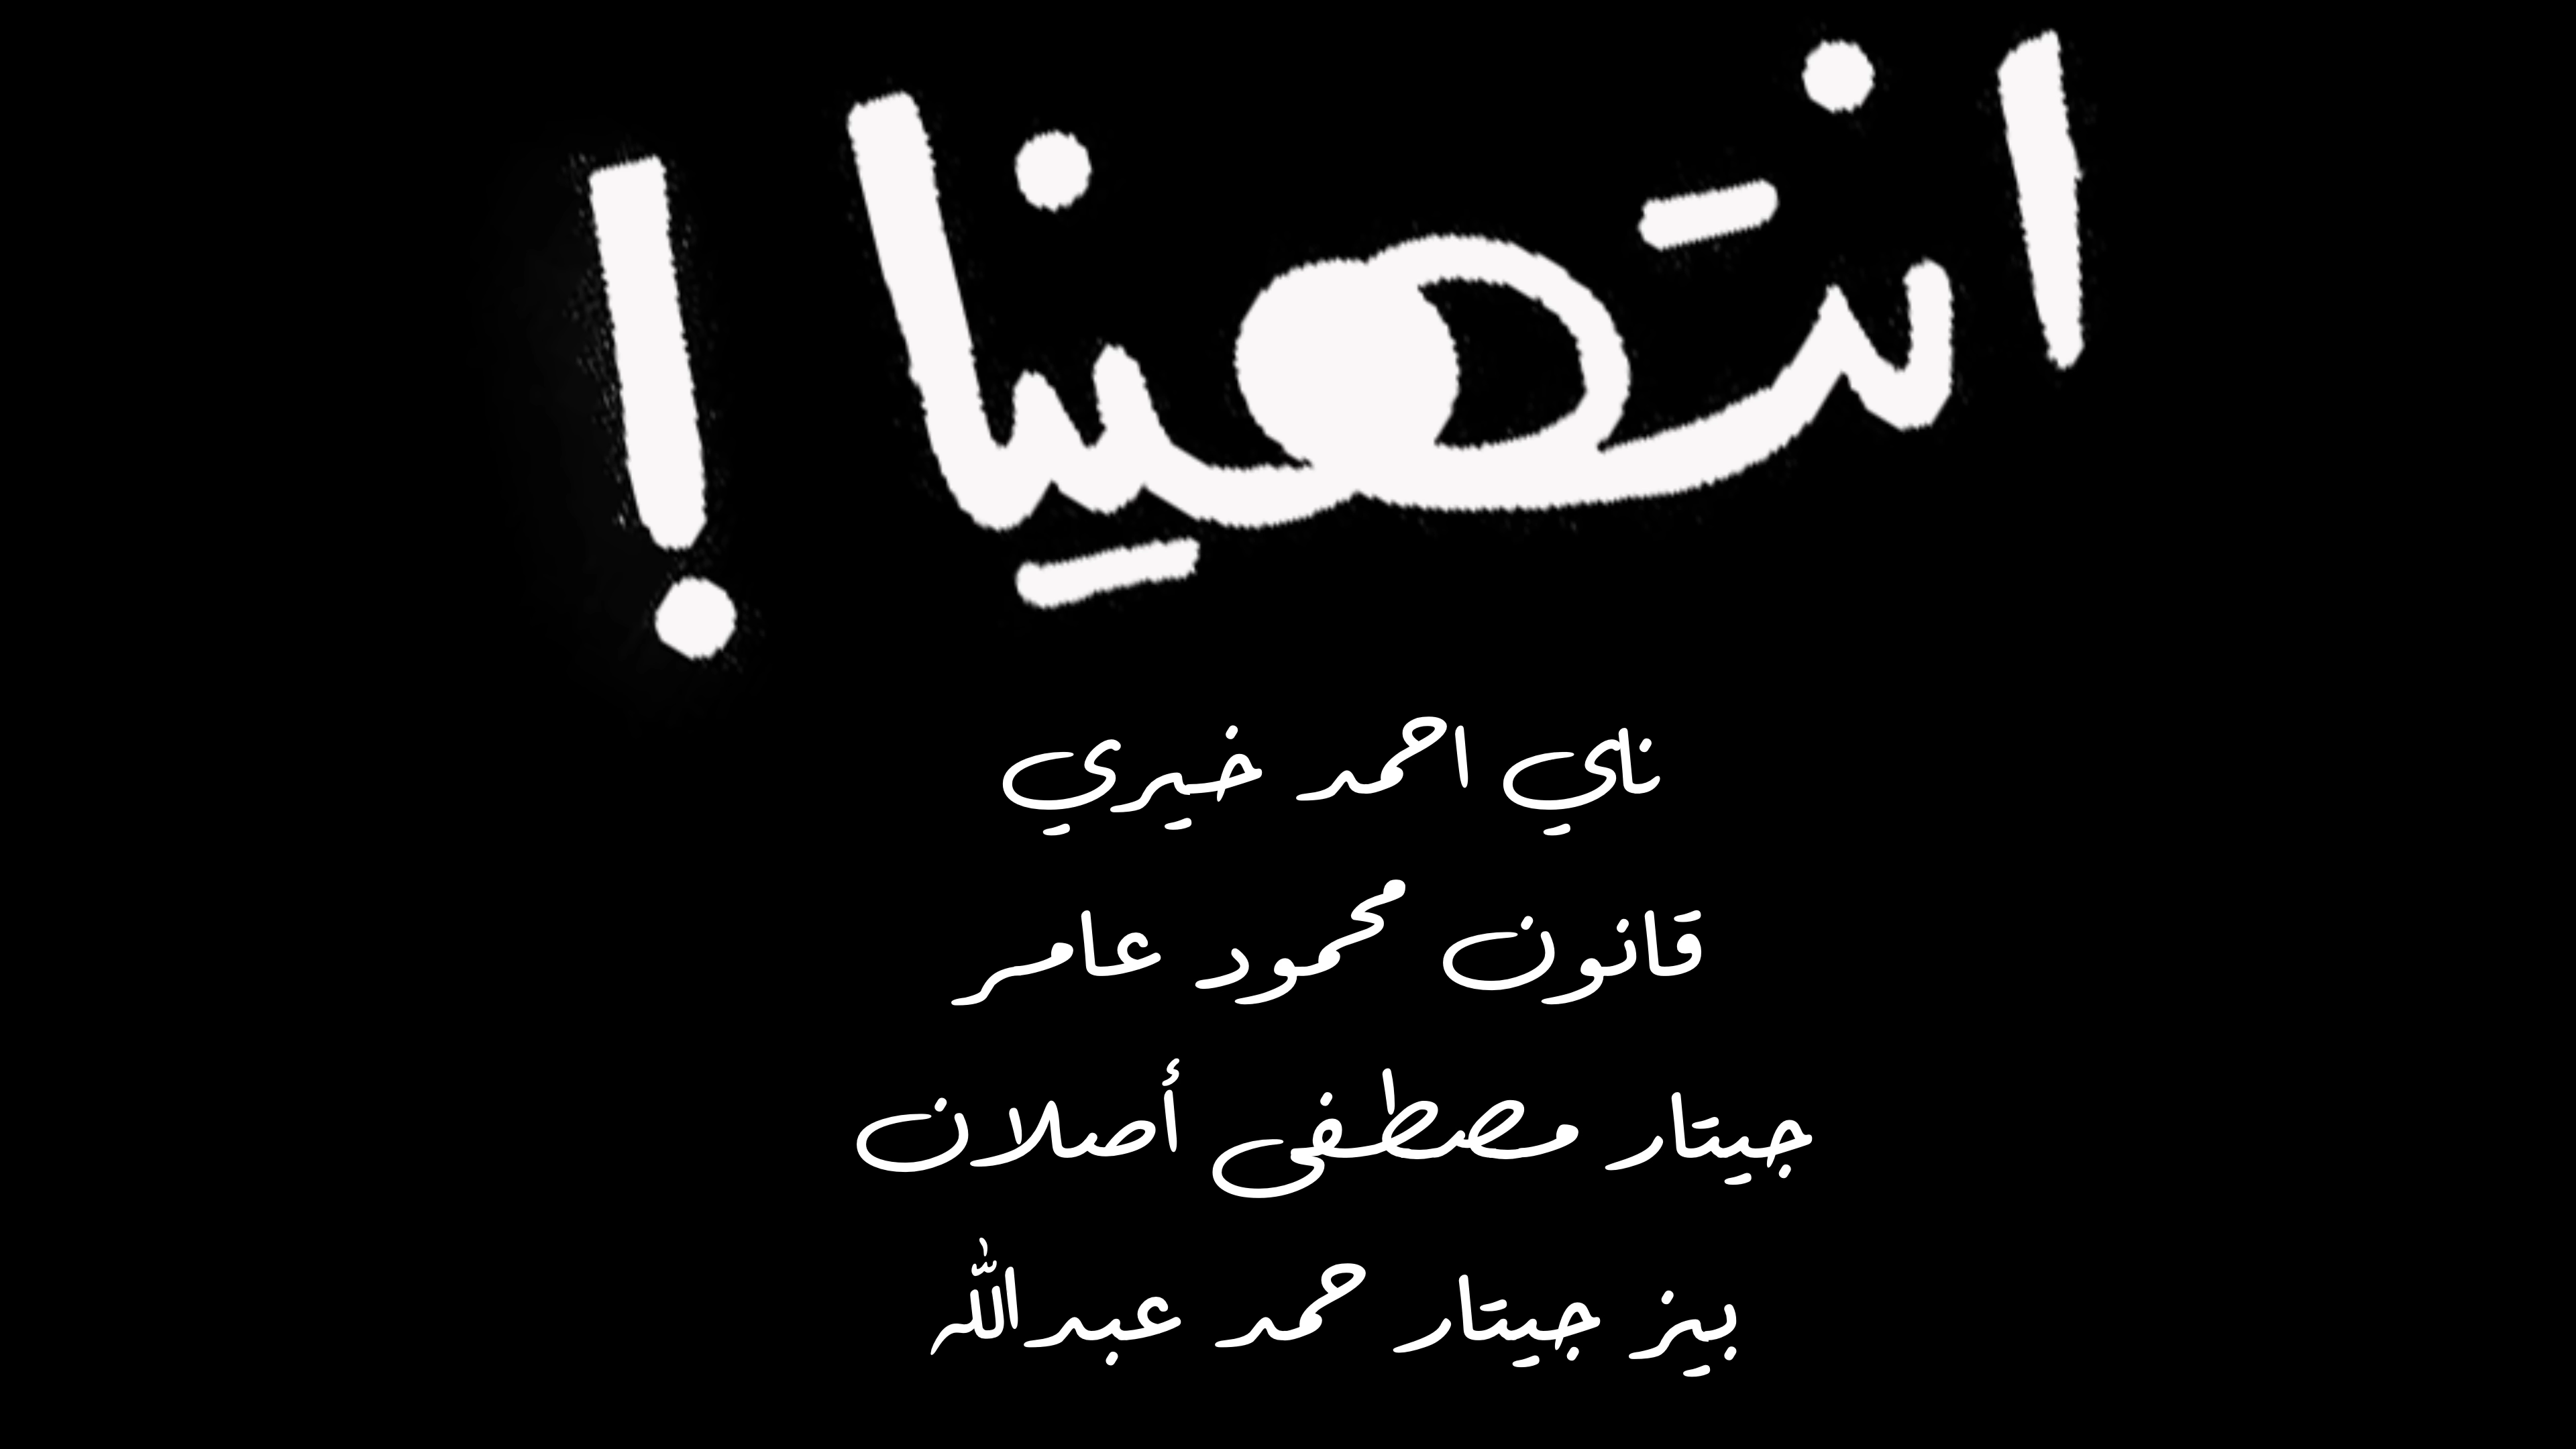 انتهينا !
ناي احمد خيري
قانون محمود عامر
جيتار مصطفى أصلان
بيز جيتار حمد عبدالله